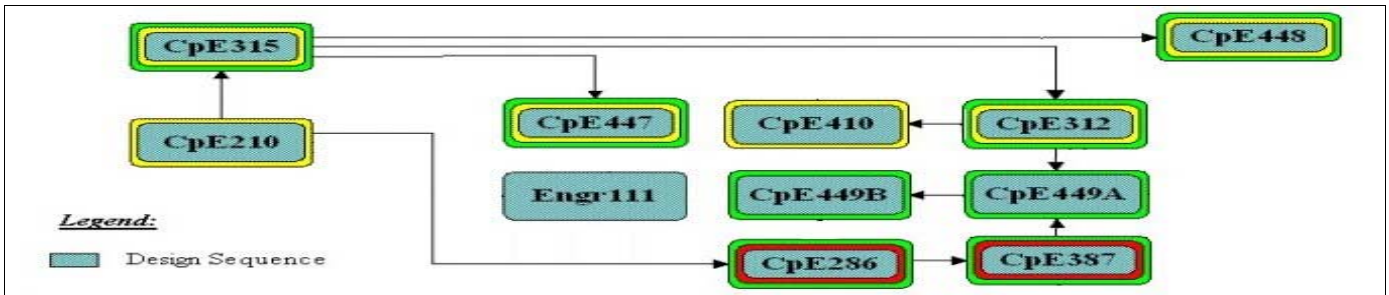 CpE315
CpE448
CpE210
CpE447
CpE410
CpE312
Engr111
CpE449B
CpE449A
Legend:
Design Sequence
CpE286
CpE387